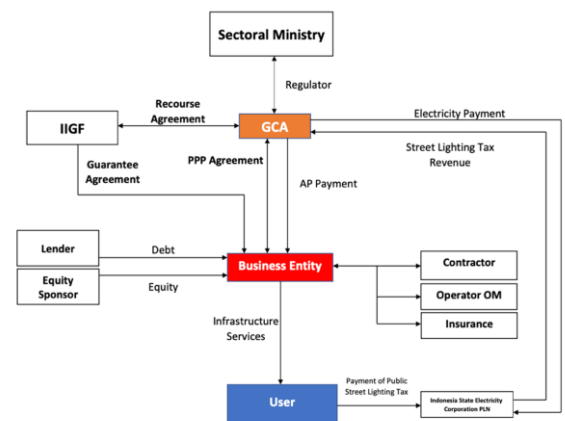 Sectoral Ministry
Regulator
Recourse
Agreement
Electricity Payment
IIGF
GCA
Street Lighting Tax
Revenue
Guarantee
Agreement
PPP Agreement
AP Payment
Lender
Debt
Business Entity
Contractor
Equity
Sponsor
Equity
Operator OM
Insurance
Infrastructure
Services
User
Payment of Public
Street Lighting Tax
Indonesia State Electricity
Corporation PLN